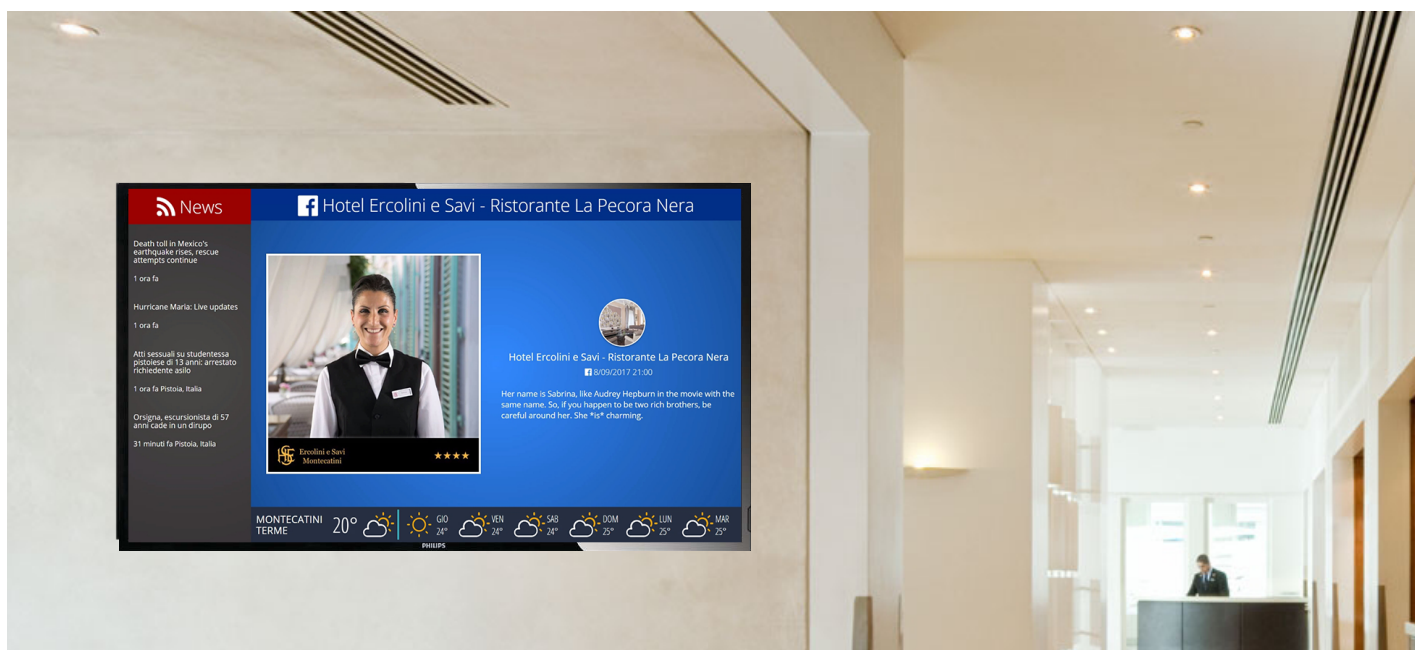 News
Death toll in Mexico's
earthquake rises, rescue
attempts continue
1 ora fa
Hurricane Maria: Live updates
1 ora fa
Atti sessuali su studentessa
pistoiese di 13 anni: arrestato
richiedente asilo
1 ora fa Pistoia, Italia
Orsigna, escursionista di 57
anni cade in un dirupo
31 minuti fa Pistoia, Italia
Hotel Ercolini e Savi - Ristorante La Pecora Nera
Ercolini e Savi
Montecatini
Hotel Ercolini e Savi - Ristorante La Pecora Nera
8/09/2017 21:00
Her name is Sabrina, like Audrey Hepburn in the movie with the
same name. So, if you happen to be two rich brothers, be
careful around her. She *is* charming.
MONTECATINI
TERME
20°
GIO
24°
VEN
24°
SAB
24°
DOM
25°
LUN
25°
MAR
25°
PHILIPS